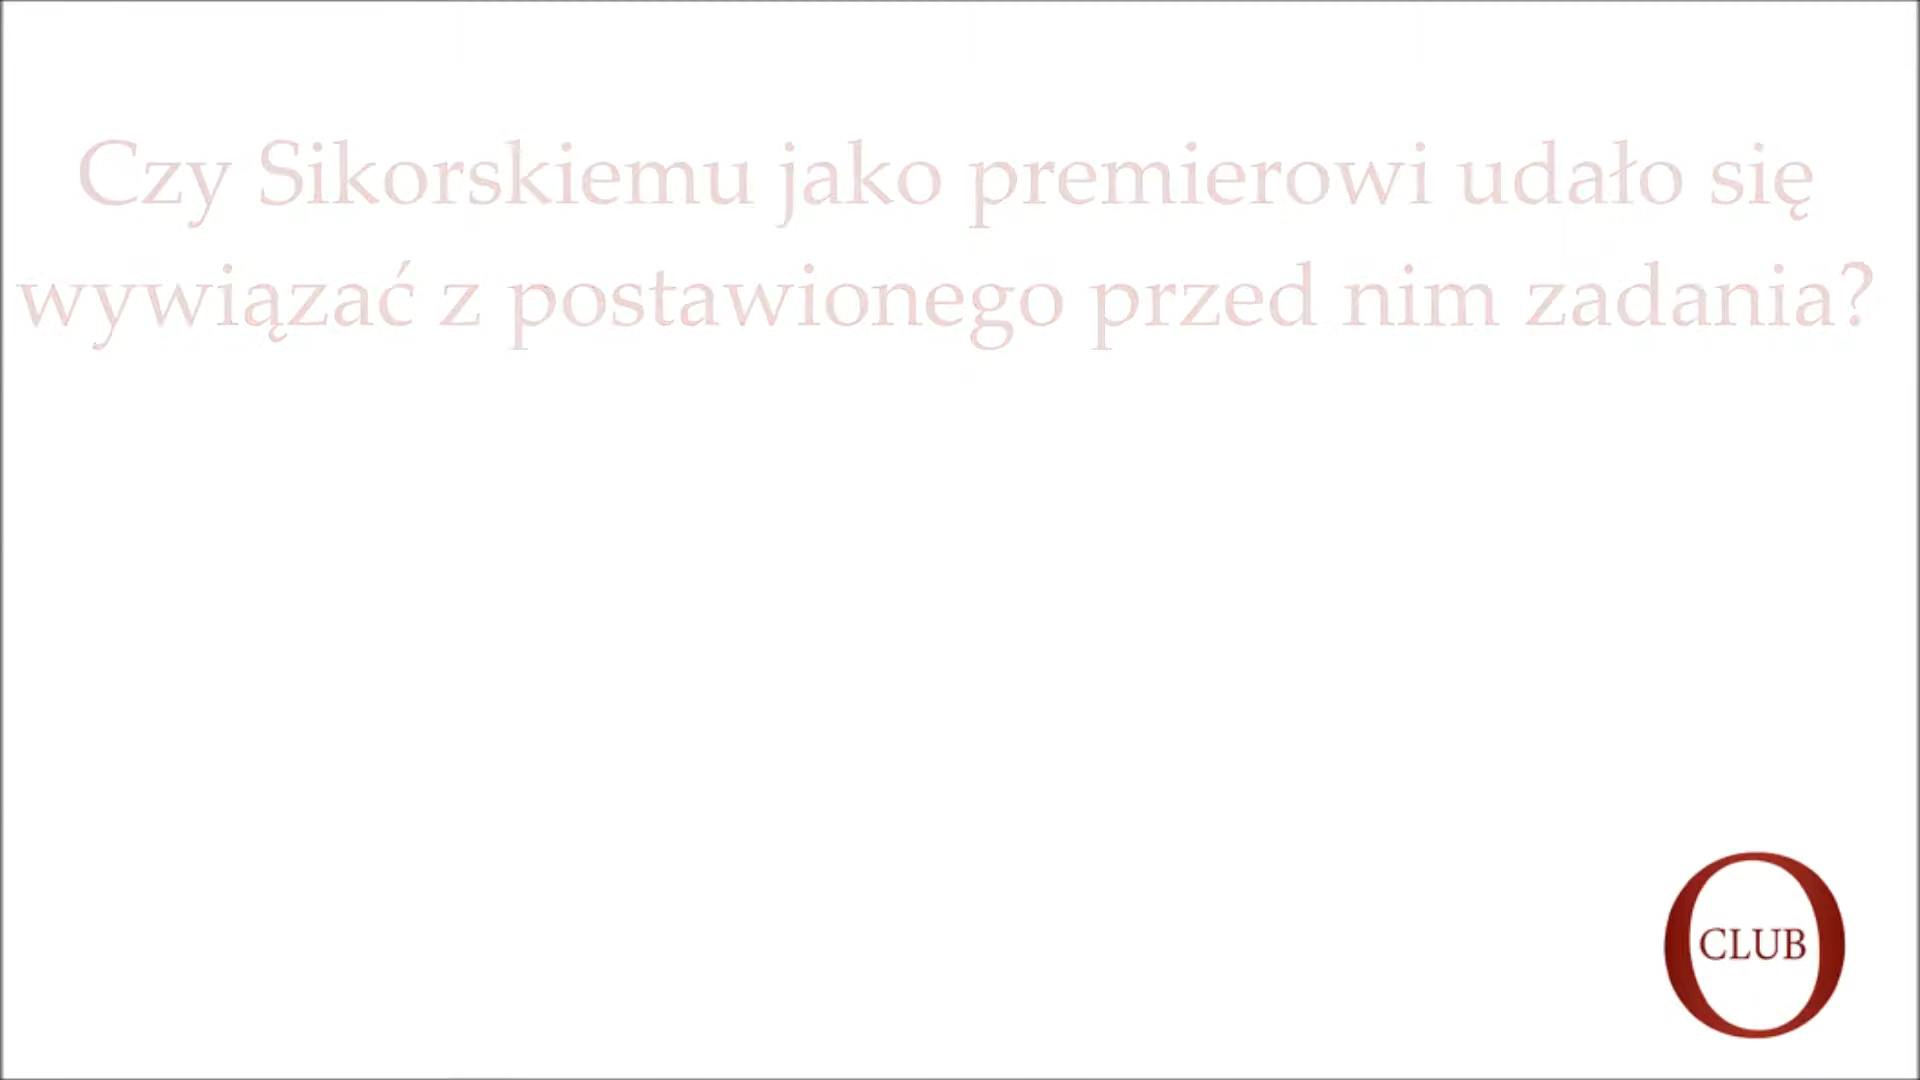 Czy Sikorskiemu jako premierowi udało się
wywiązać z postawionego przed nim zadania?
CLUB